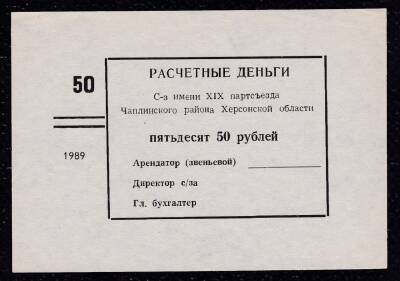 50
1989
РАСЧЕТНЫЕ ДЕНЬГИ
С-з имени XIX партсъезда
Чаплинского района Херсонской области
пятьдесят 50 рублей
Арендатор (звеньевой)
Директор с/за
Гл. бухгалтер